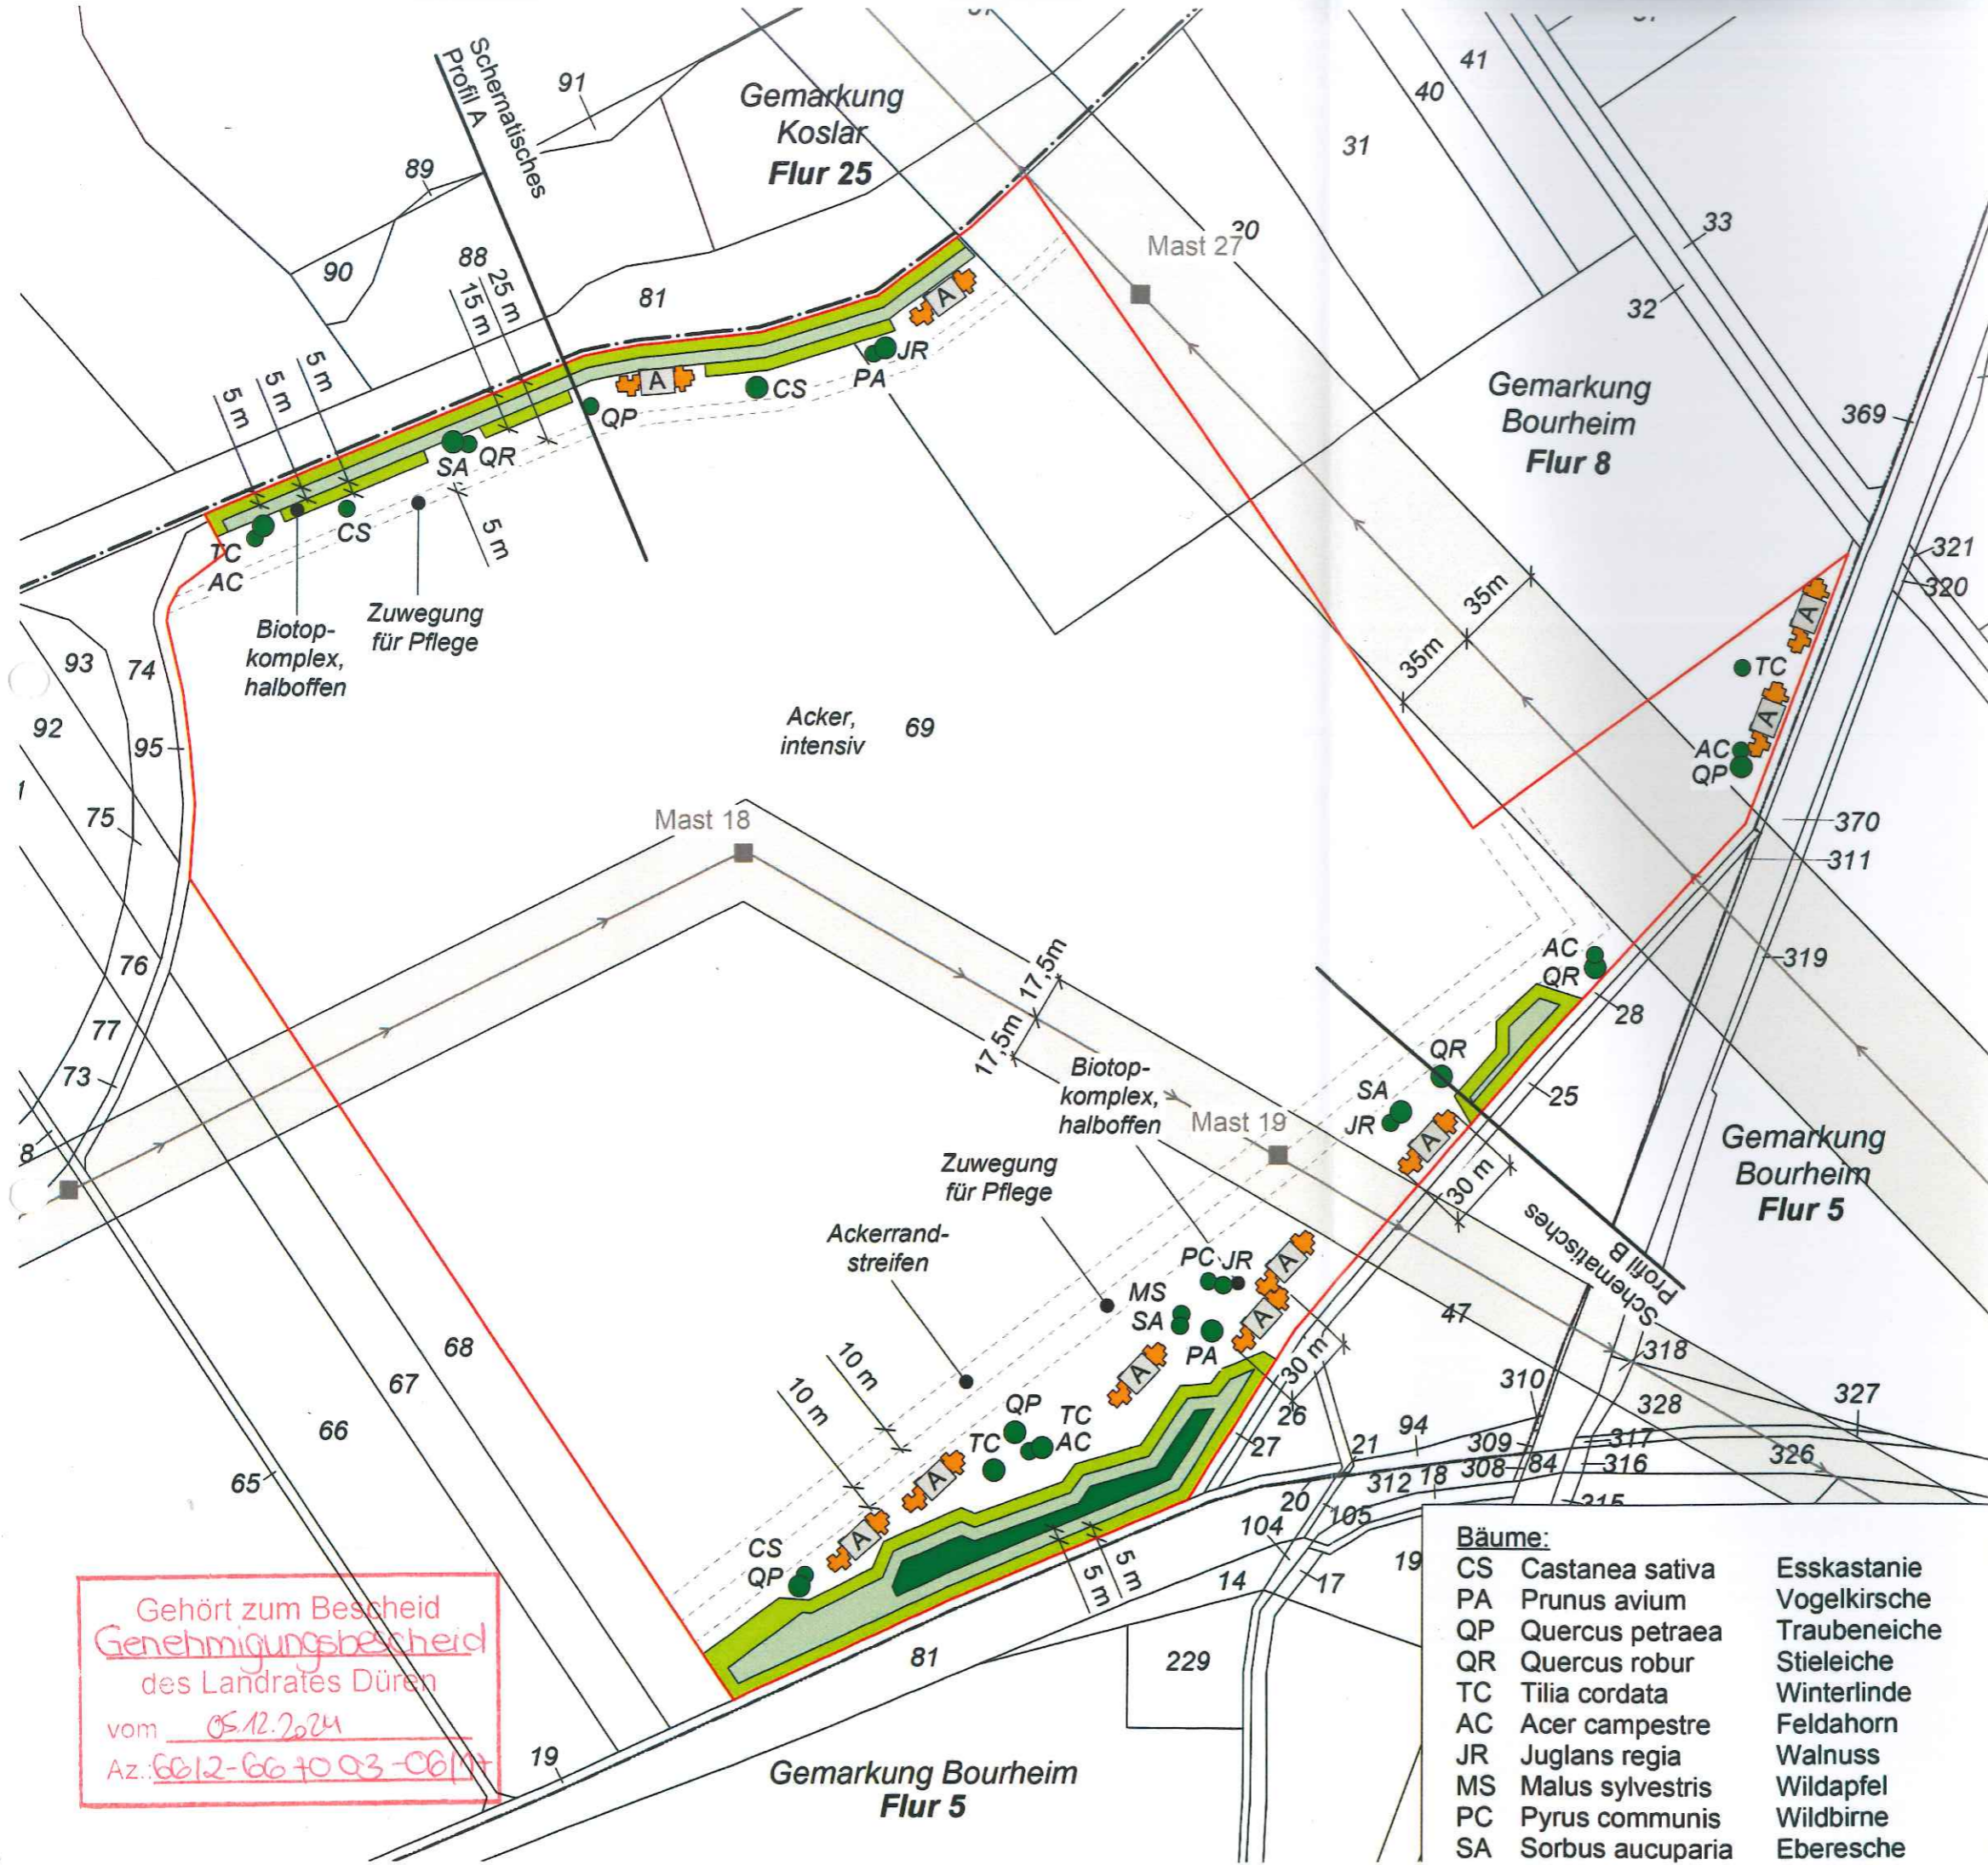 Schematisches
Profil A
91
Gemarkung
Koslar
Flur 25
41
40
31
89
90
88
25 m
15 m
81
Mast 27
30
33
32
5 m
5 m
5 m
A
JR
PA
A
CS
QP
SA
QR
CS
TC
AC
5 m
Gemarkung
Bourheim
Flur 8
369
321
320
Biotop-
komplex,
halboffen
Zuwegung
für Pflege
35m
35m
A
TC
A
AC
QP
93
74
92
95
75
Acker,
intensiv
69
Mast 18
370
311
76
77
73
8
17,5m
17,5m
AC
QR
319
28
25
QR
SA
JR
A
30 m
Biotop-
komplex,
halboffen
Mast 19
Gemarkung
Bourheim
Flur 5
Schematisches
Profil B
Zuwegung
für Pflege
Ackerrand-
streifen
PC
JR
A
MS
SA
A
PA
A
30 m
47
318
310
328
327
68
67
66
65
10 m
10 m
QP
TC
AC
TC
A
A
CS
QP
26
27
21
94
309
317
316
326
312
18
308
84
315
20
105
104
19
14
17
5 m
5 m
81
229
19
Gemarkung Bourheim
Flur 5
Gehört zum Bescheid
Genehmigungsbescheid
des Landrates Düren
vom 05.12.2024
Az.:
Bäume:
CS Castanea sativa Esskastanie
PA Prunus avium Vogelkirsche
QP Quercus petraea Traubeneiche
QR Quercus robur Stieleiche
TC Tilia cordata Winterlinde
AC Acer campestre Feldahorn
JR Juglans regia Walnuss
MS Malus sylvestris Wildapfel
PC Pyrus communis Wildbirne
SA Sorbus aucuparia Eberesche